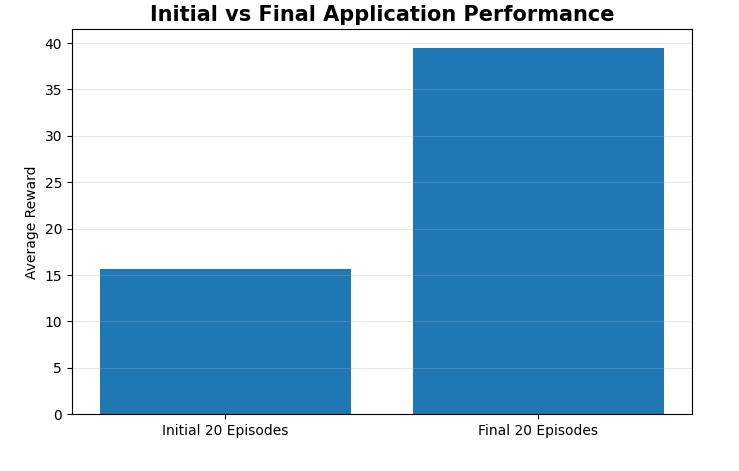 Initial vs Final Application Performance
40
35
30
25
20
15
10
5
0
Average Reward
Initial 20 Episodes
Final 20 Episodes